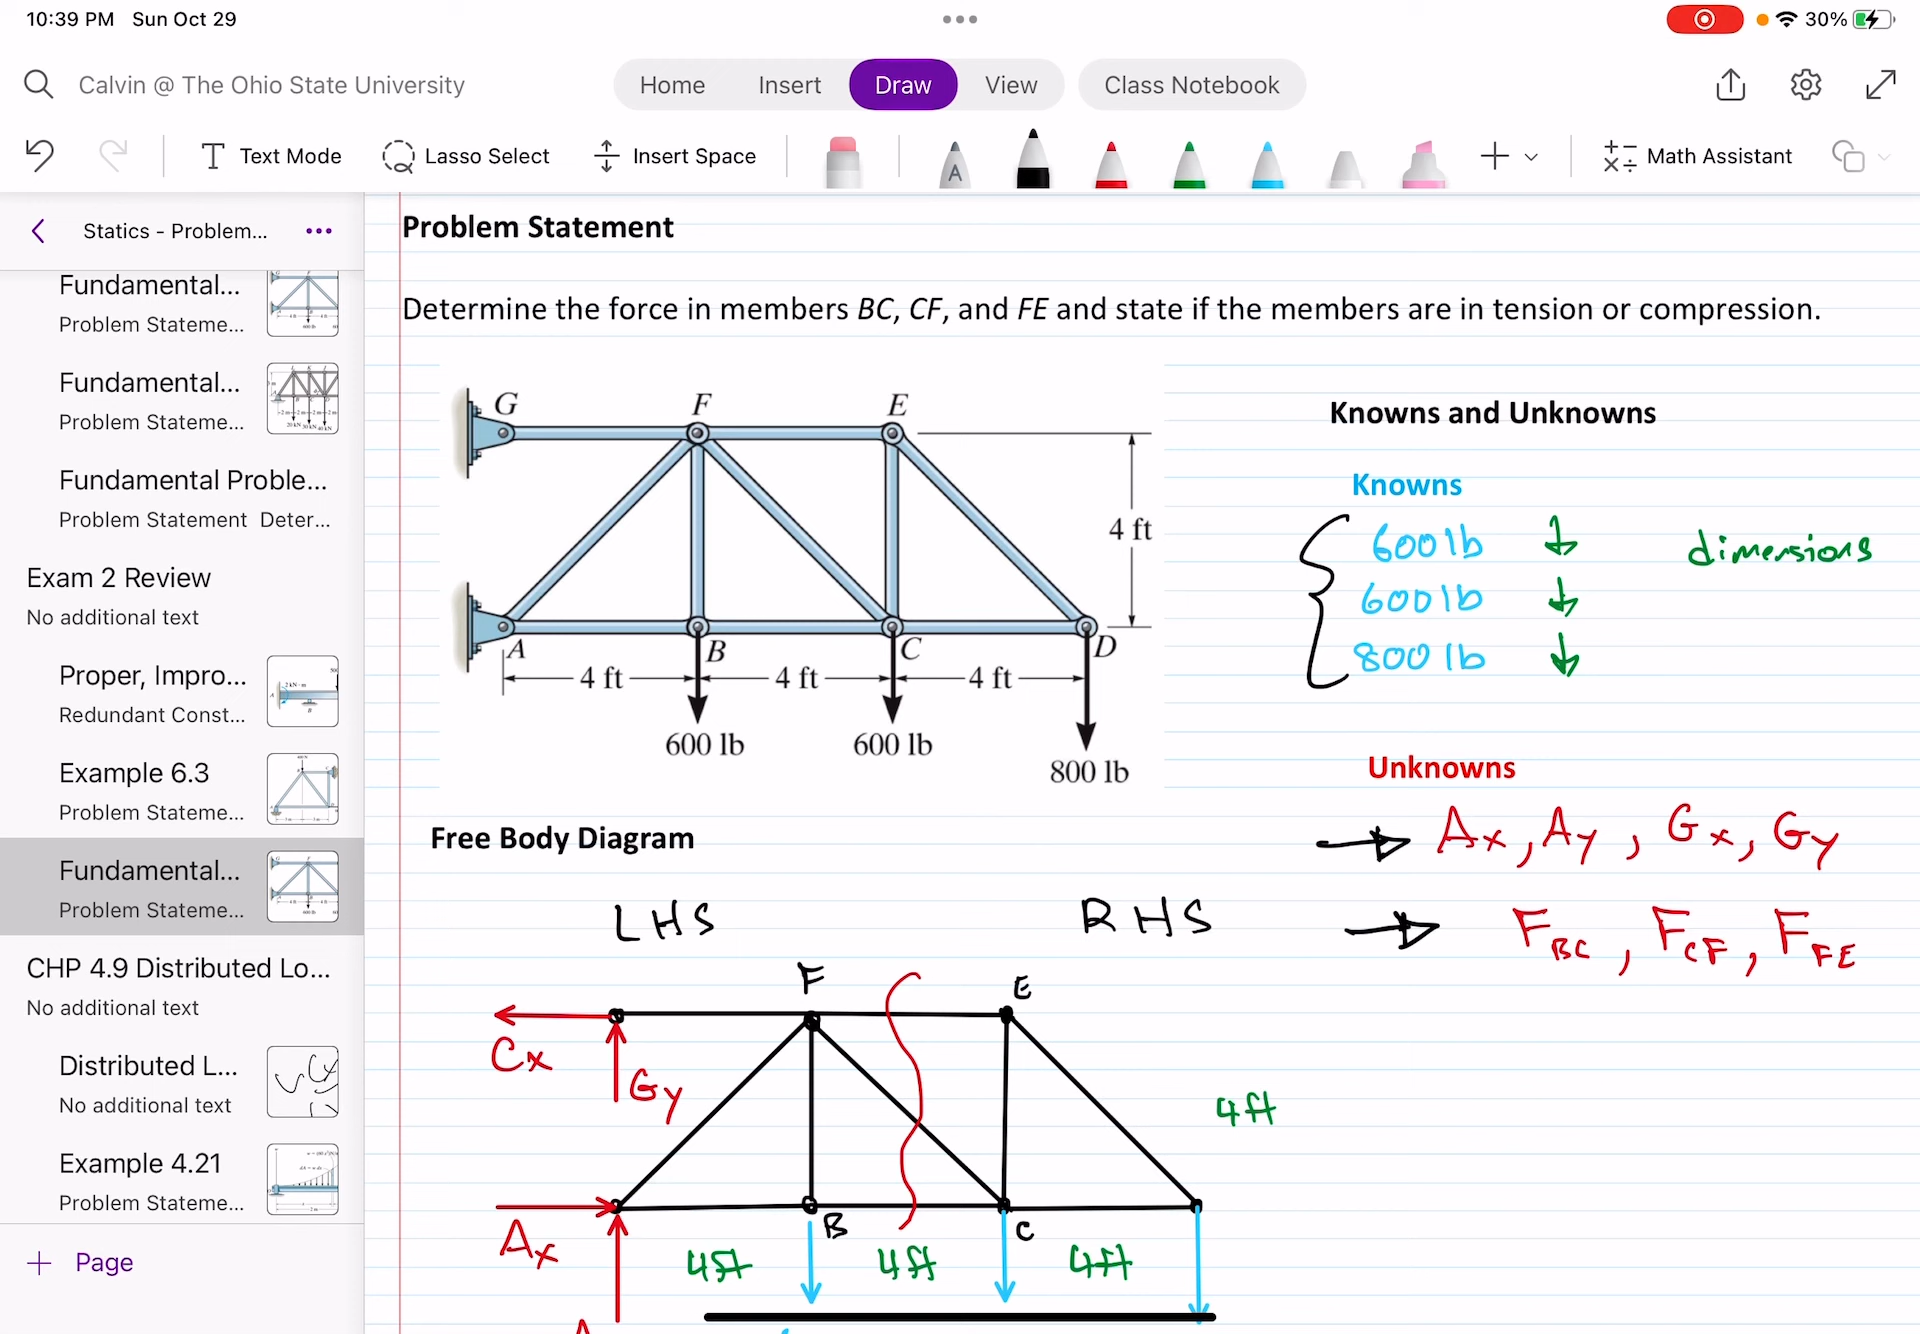 10:39 PM Sun Oct 29
30%
Calvin @ The Ohio State University
Home Insert Draw View Class Notebook
Text Mode Lasso Select Insert Space
A
Math Assistant
Statics - Problem...
Fundamental...
Problem Stateme...
Fundamental...
Problem Stateme...
Fundamental Proble...
Problem Statement Deter...
Exam 2 Review
No additional text
Proper, Impro...
Redundant Const...
Example 6.3
Problem Stateme...
Fundamental...
Problem Stateme...
CHP 4.9 Distributed Lo...
No additional text
Distributed L...
No additional text
Example 4.21
Problem Stateme...
Page
Problem Statement
Determine the force in members BC, CF, and FE and state if the members are in tension or compression.
G F E
4 ft
A B C D
4 ft 4 ft 4 ft
600 lb 600 lb
800 lb
Knowns and Unknowns
Knowns
600 lb dimensions
600 lb
800 lb
Unknowns
Ax, Ay, Gx, Gy
FBC, FCF, FFE
Free Body Diagram
LHS RHS
F E
Cx
Gy
4ft
B C
Ax
4ft 4ft 4ft